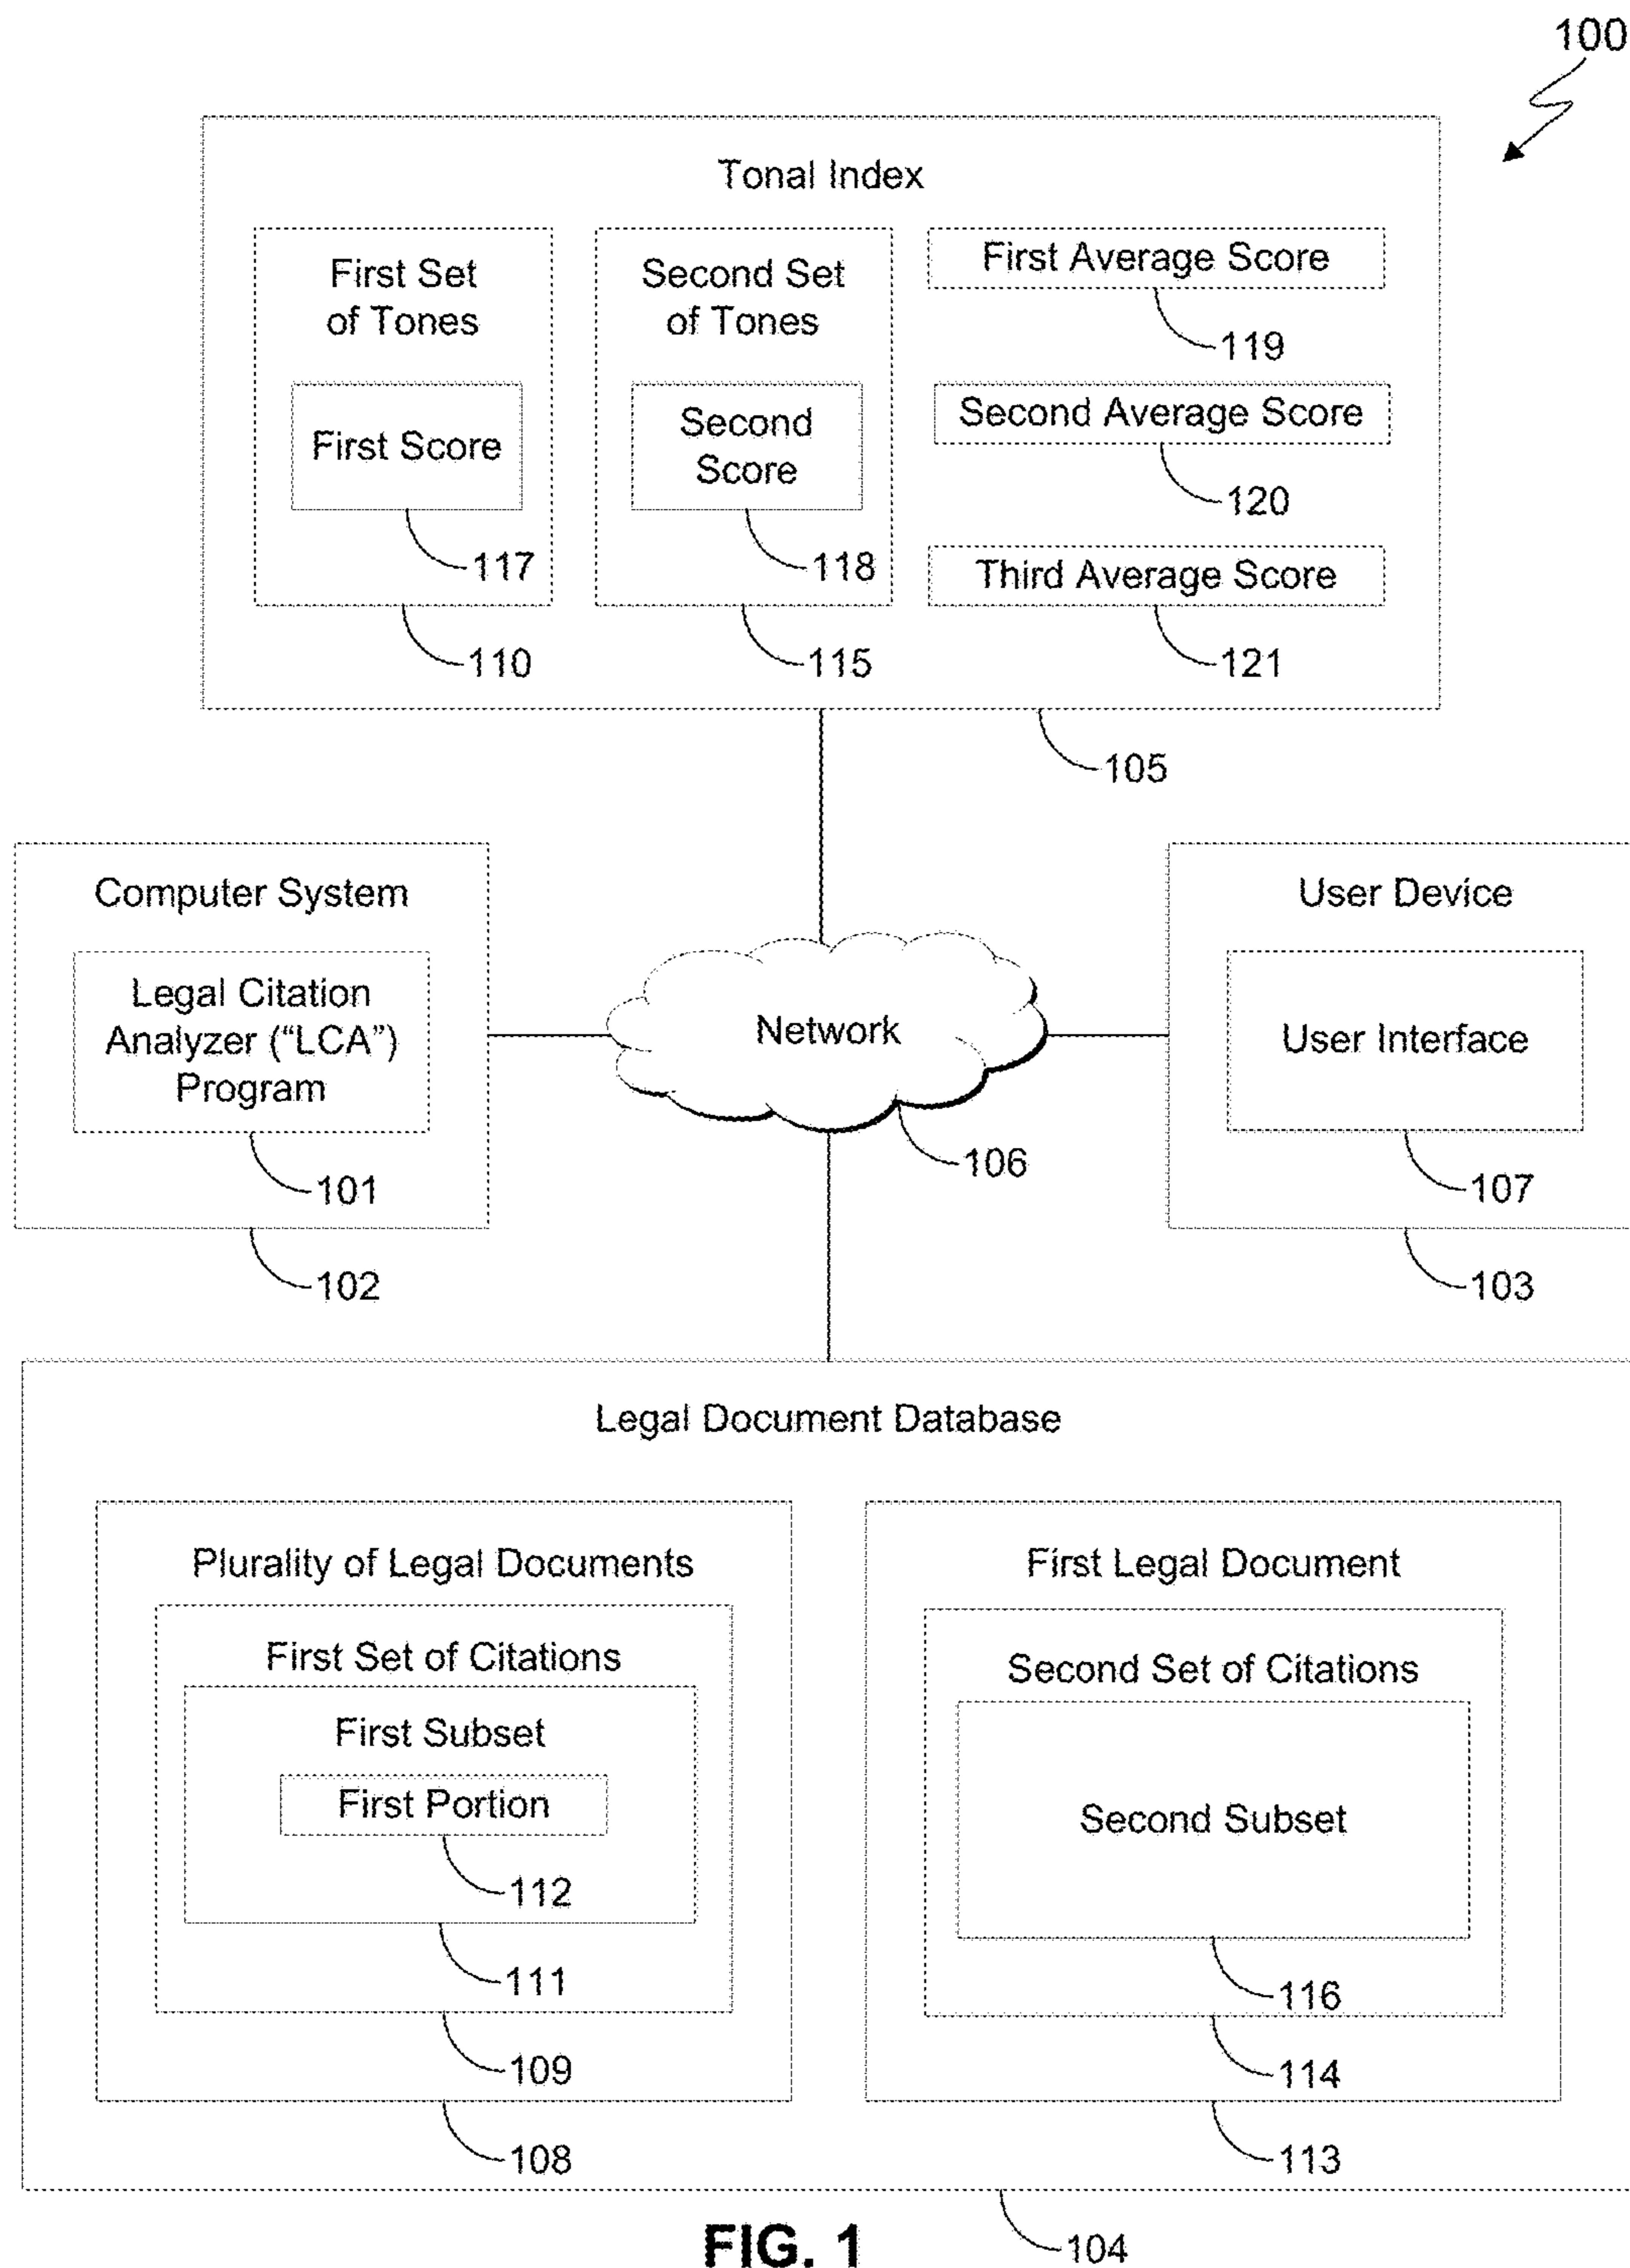 100
Tonal Index
First Set
of Tones
First Score
117
110
Second Set
of Tones
Second
Score
118
115
First Average Score
119
Second Average Score
120
Third Average Score
121
105
Computer System
Legal Citation
Analyzer (“LCA”)
Program
101
102
Network
106
User Device
User Interface
107
103
Legal Document Database
Plurality of Legal Documents
First Set of Citations
First Subset
First Portion
112
111
109
108
First Legal Document
Second Set of Citations
Second Subset
116
114
113
104
FIG. 1